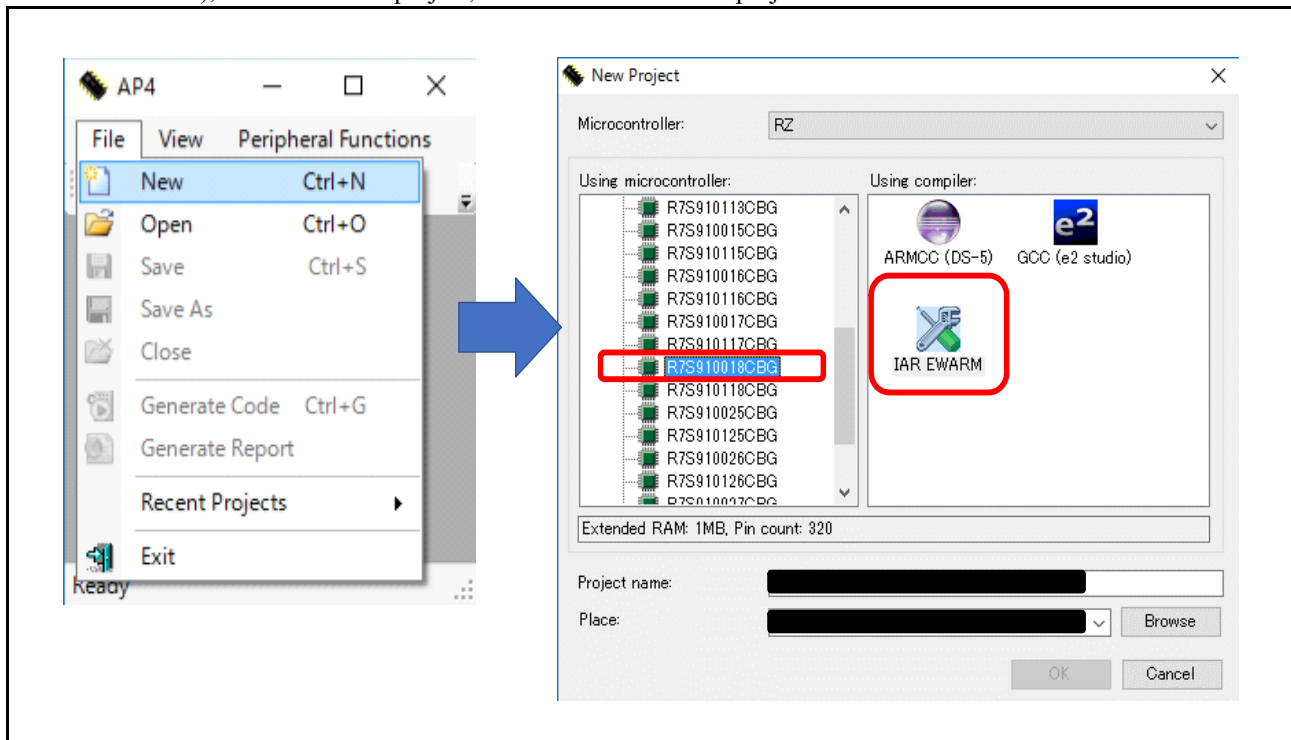 AP4
File View Peripheral Functions
New Ctrl+N
Open Ctrl+O
Save Ctrl+S
Save As
Close
Generate Code Ctrl+G
Generate Report
Recent Projects
Exit
Ready
New Project
Microcontroller: RZ
Using microcontroller:
R7S910113CBG
R7S910015CBG
R7S910115CBG
R7S910016CBG
R7S910116CBG
R7S910017CBG
R7S910117CBG
R7S910018CBG
R7S910118CBG
R7S910025CBG
R7S910125CBG
R7S910026CBG
R7S910126CBG
Using compiler:
e2
ARMCC (DS-5) GCC (e2 studio)
IAR EWARM
Extended RAM: 1MB, Pin count: 320
Project name:
Place:
Browse
OK Cancel